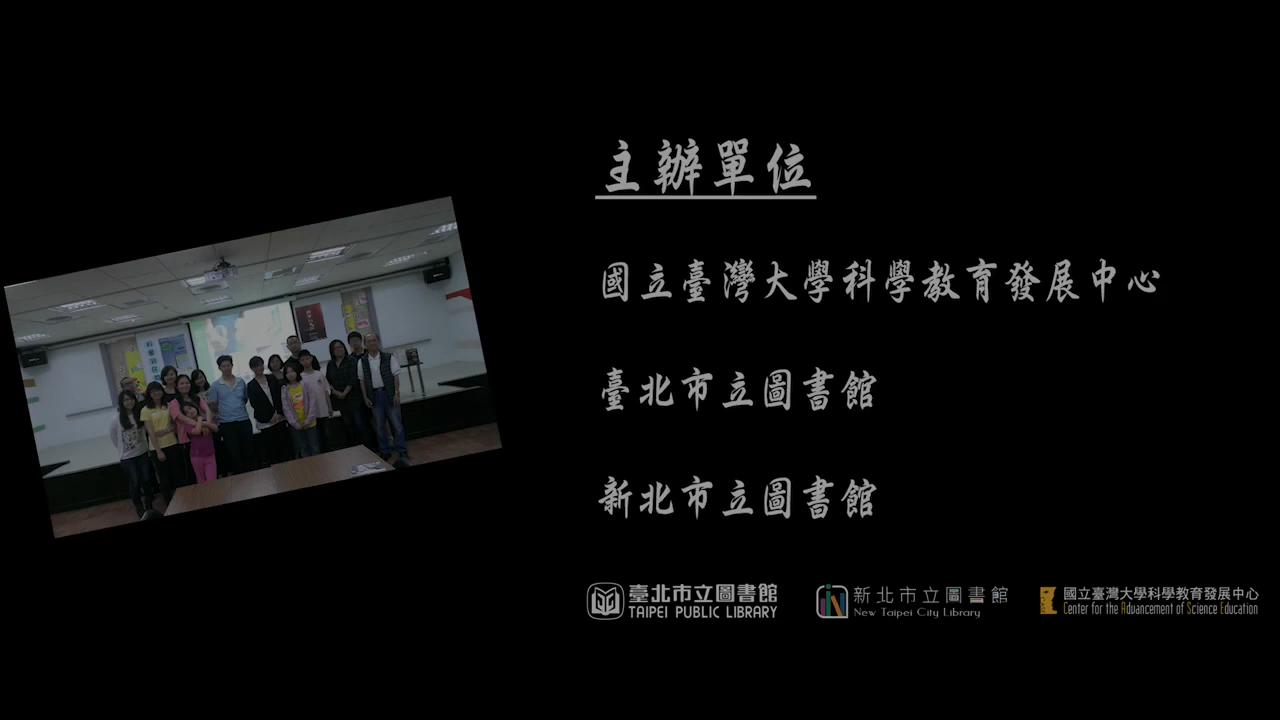 主辦單位
國立臺灣大學科學教育發展中心
臺北市立圖書館
新北市立圖書館
臺北市立圖書館
TAIPEI PUBLIC LIBRARY
新北市立圖書館
New Taipei City Library
國立臺灣大學科學教育發展中心
Center for the Advancement of Science Education